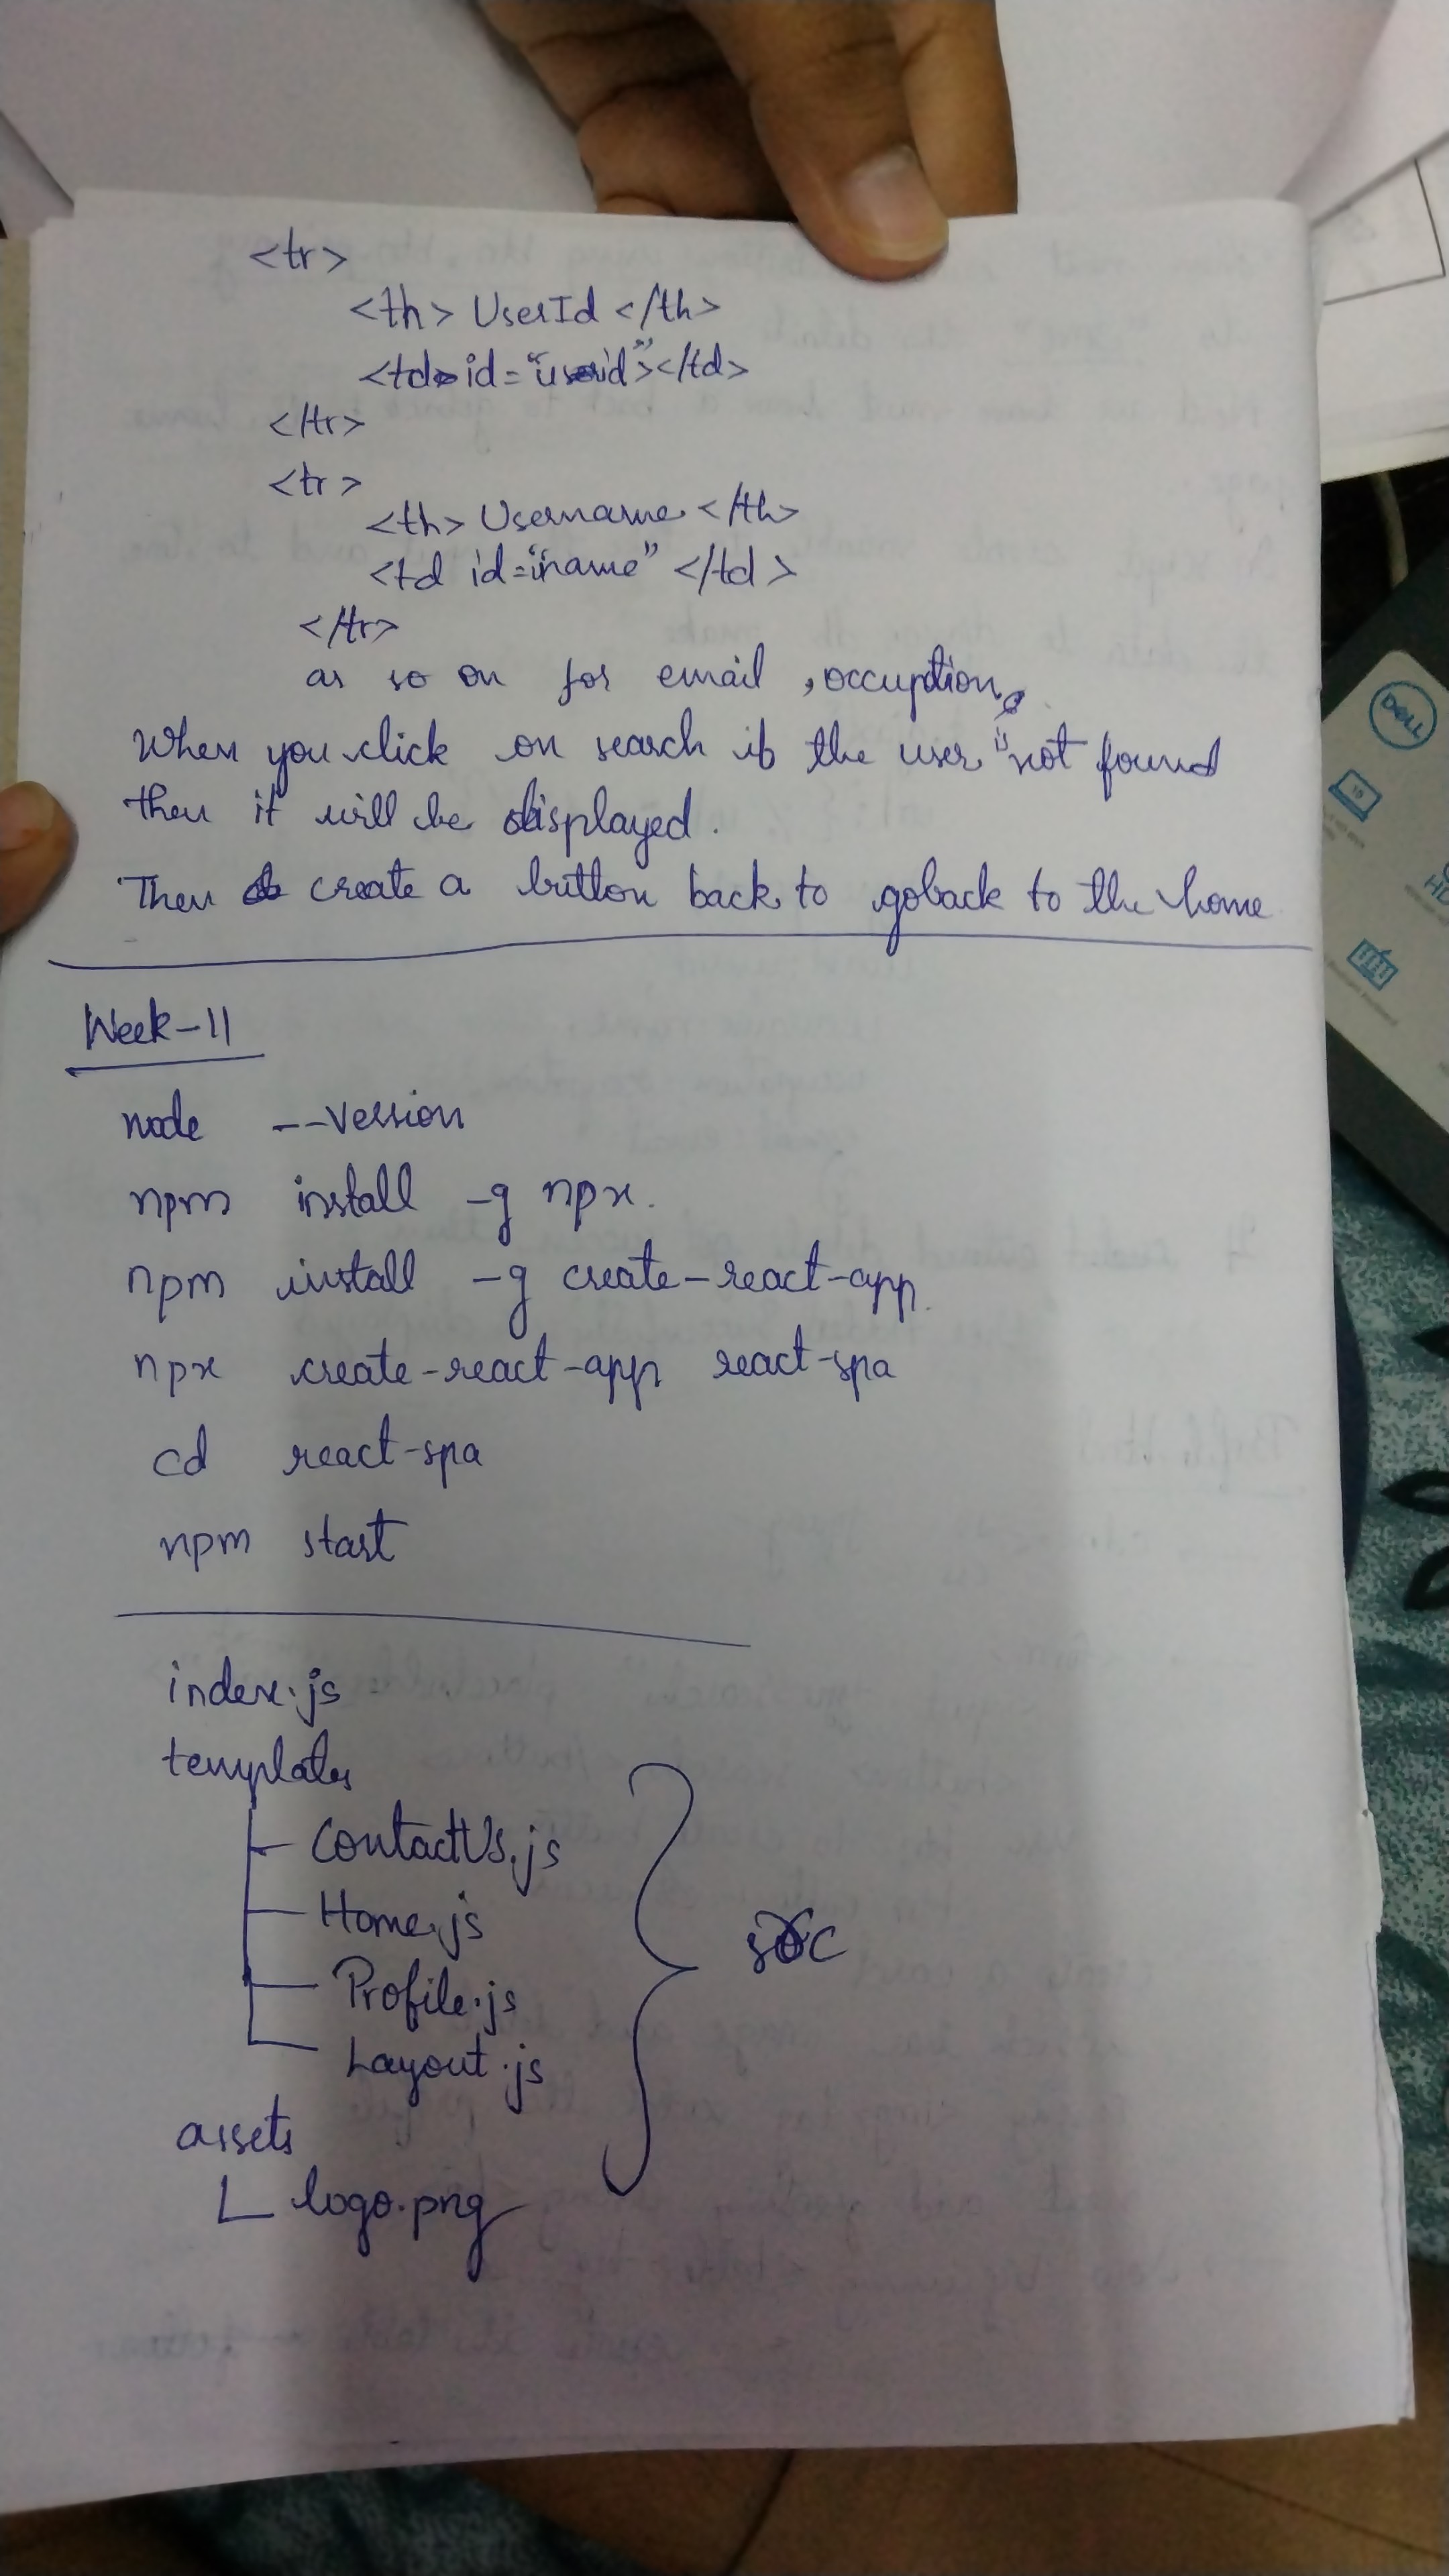 <tr>
<th> UserId </th>
<td id="userid"></td>
</tr>
<tr>
<th> Username </th>
<td id="name" </td>
</tr>
as so on for email , occuption
When you click on search if the user is not found
then it will be displayed.
Then create a button back to goback to the home
Week-11
node --version
npm install -g npx.
npm install -g create-react-app.
npx create-react-app react-spa
cd react-spa
npm start
index.js
templates
ContactUs.js
Home.js
Profile.js
Layout.js
src
assets
logo.png
DELL